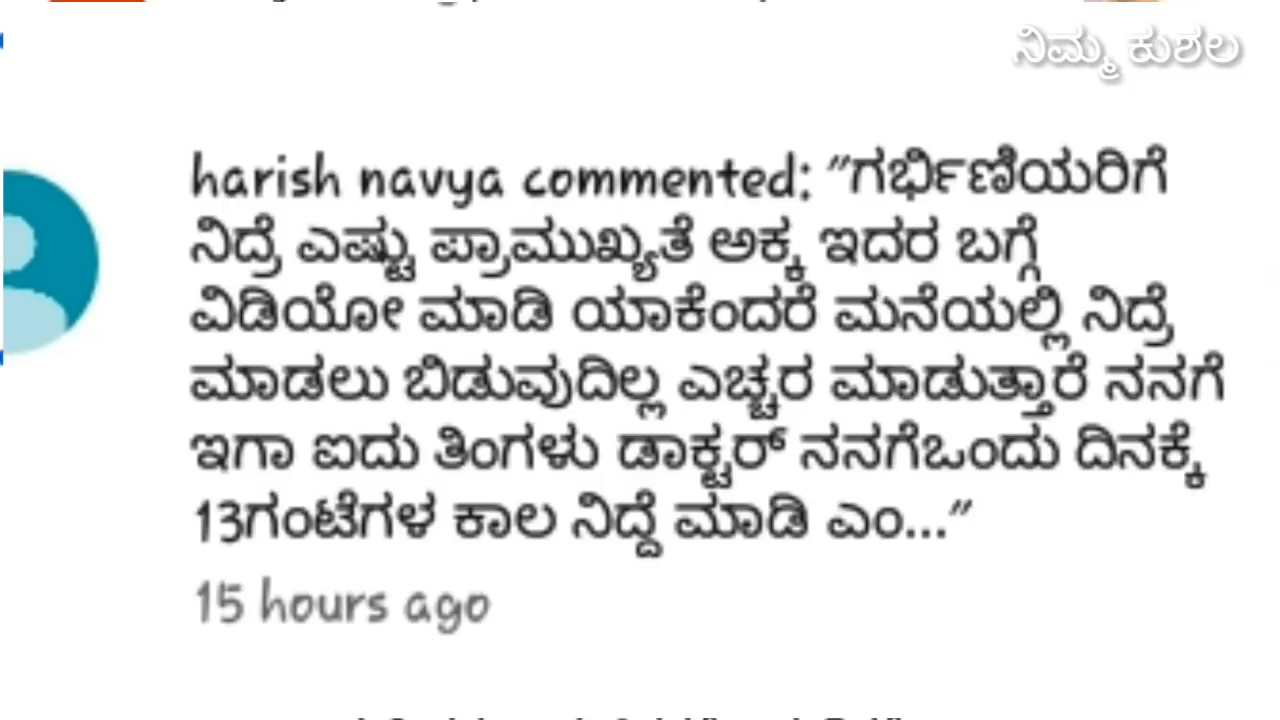 ನಿಮ್ಮ ಕುಶಲ
harish navya commented: "ಗರ್ಭಿಣಿಯರಿಗೆ
ನಿದ್ರೆ ಎಷ್ಟು ಪ್ರಾಮುಖ್ಯತೆ ಅಕ್ಕ ಇದರ ಬಗ್ಗೆ
ವಿಡಿಯೋ ಮಾಡಿ ಯಾಕೆಂದರೆ ಮನೆಯಲ್ಲಿ ನಿದ್ರೆ
ಮಾಡಲು ಬಿಡುವುದಿಲ್ಲ ಎಚ್ಚರ ಮಾಡುತ್ತಾರೆ ನನಗೆ
ಇಗಾ ಐದು ತಿಂಗಳು ಡಾಕ್ಟರ್ ನನಗೆಒಂದು ದಿನಕ್ಕೆ
13ಗಂಟೆಗಳ ಕಾಲ ನಿದ್ದೆ ಮಾಡಿ ಎಂ..."
15 hours ago